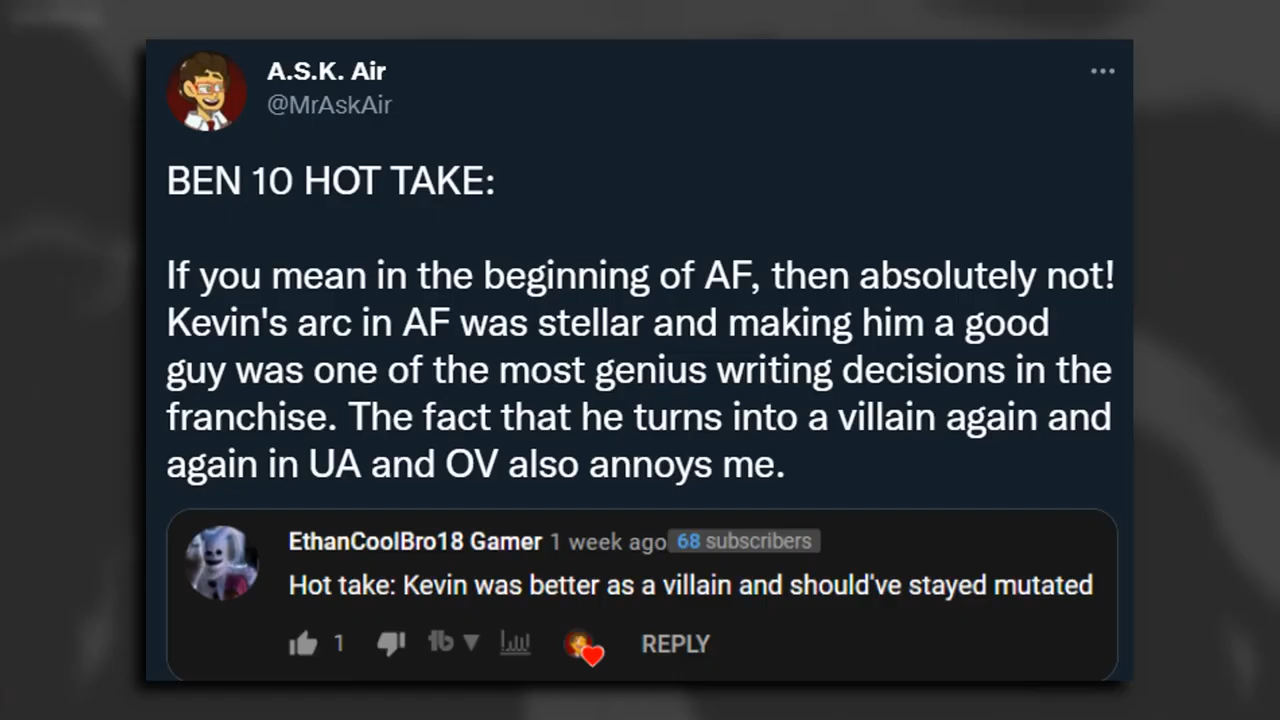 A.S.K. Air
@MrAskAir
BEN 10 HOT TAKE:
If you mean in the beginning of AF, then absolutely not!
Kevin's arc in AF was stellar and making him a good
guy was one of the most genius writing decisions in the
franchise. The fact that he turns into a villain again and
again in UA and OV also annoys me.
EthanCoolBro18 Gamer 1 week ago 68 subscribers
Hot take: Kevin was better as a villain and should've stayed mutated
1 tb REPLY